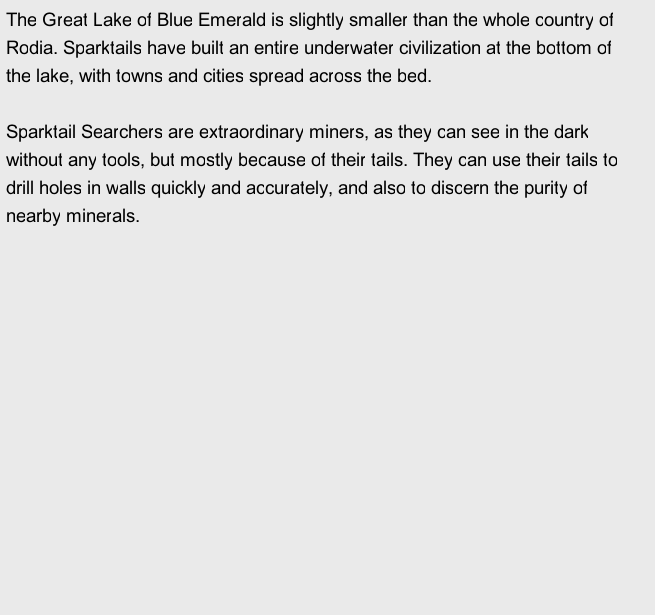 The Great Lake of Blue Emerald is slightly smaller than the whole country of
Rodia. Sparktails have built an entire underwater civilization at the bottom of
the lake, with towns and cities spread across the bed.

Sparktail Searchers are extraordinary miners, as they can see in the dark
without any tools, but mostly because of their tails. They can use their tails to
drill holes in walls quickly and accurately, and also to discern the purity of
nearby minerals.